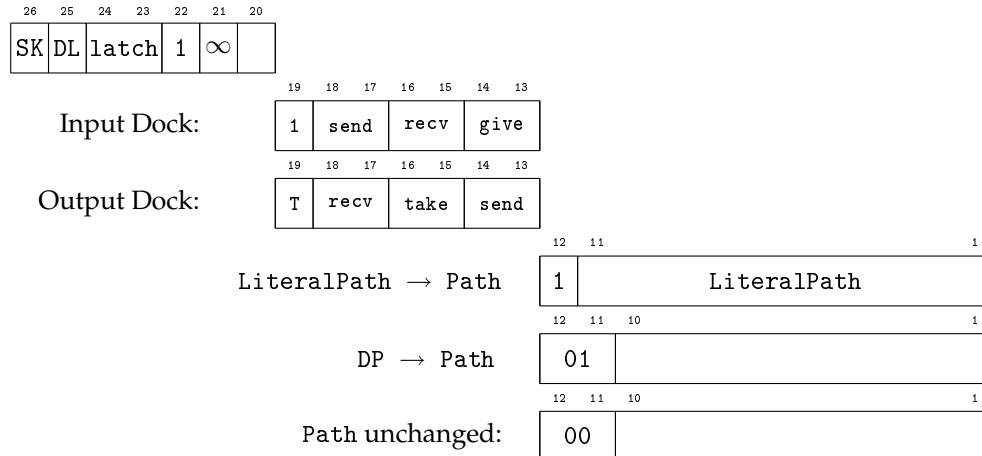 26 25 24 23 22 21 20
SK DL latch 1 ∞
19 18 17 16 15 14 13
Input Dock: 1 send recv give
19 18 17 16 15 14 13
Output Dock: T recv take send
12 11 1
LiteralPath → Path 1 LiteralPath
12 11 10 1
DP → Path 01
12 11 10 1
Path unchanged: 00